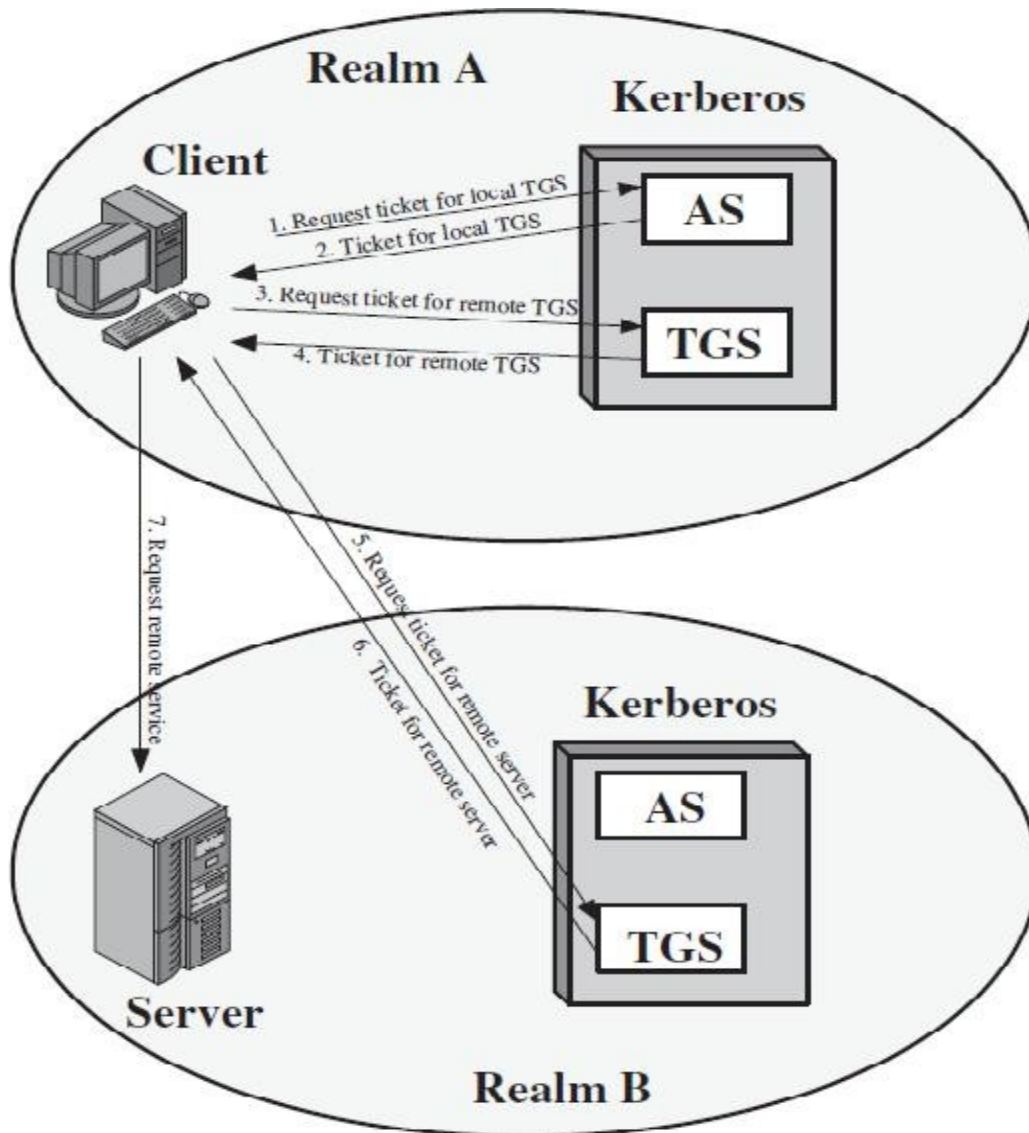 Realm A
Kerberos
Client
1. Request ticket for local TGS
AS
2. Ticket for local TGS
3. Request ticket for remote TGS
TGS
4. Ticket for remote TGS
5. Request ticket for remote server
6. Ticket for remote server
7. Request remote service
Kerberos
AS
TGS
Server
Realm B